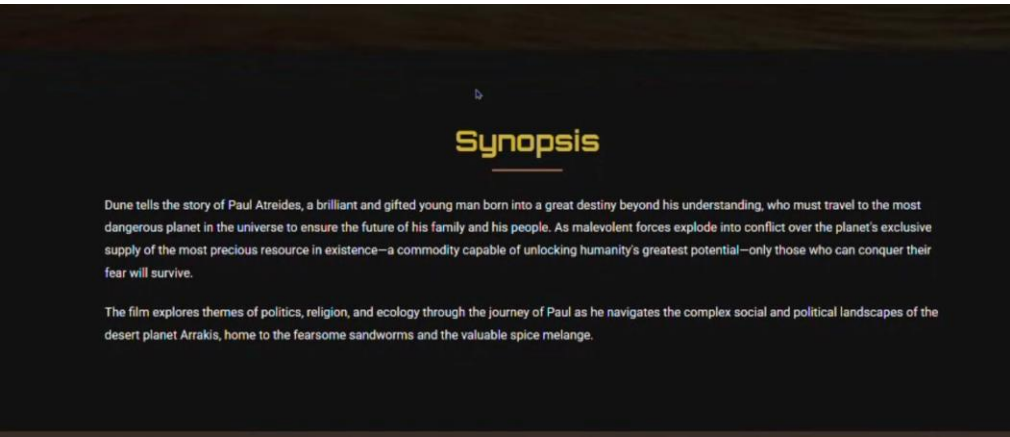 Synopsis
Dune tells the story of Paul Atreides, a brilliant and gifted young man born into a great destiny beyond his understanding, who must travel to the most
dangerous planet in the universe to ensure the future of his family and his people. As malevolent forces explode into conflict over the planet's exclusive
supply of the most precious resource in existence—a commodity capable of unlocking humanity's greatest potential—only those who can conquer their
fear will survive.
The film explores themes of politics, religion, and ecology through the journey of Paul as he navigates the complex social and political landscapes of the
desert planet Arrakis, home to the fearsome sandworms and the valuable spice melange.